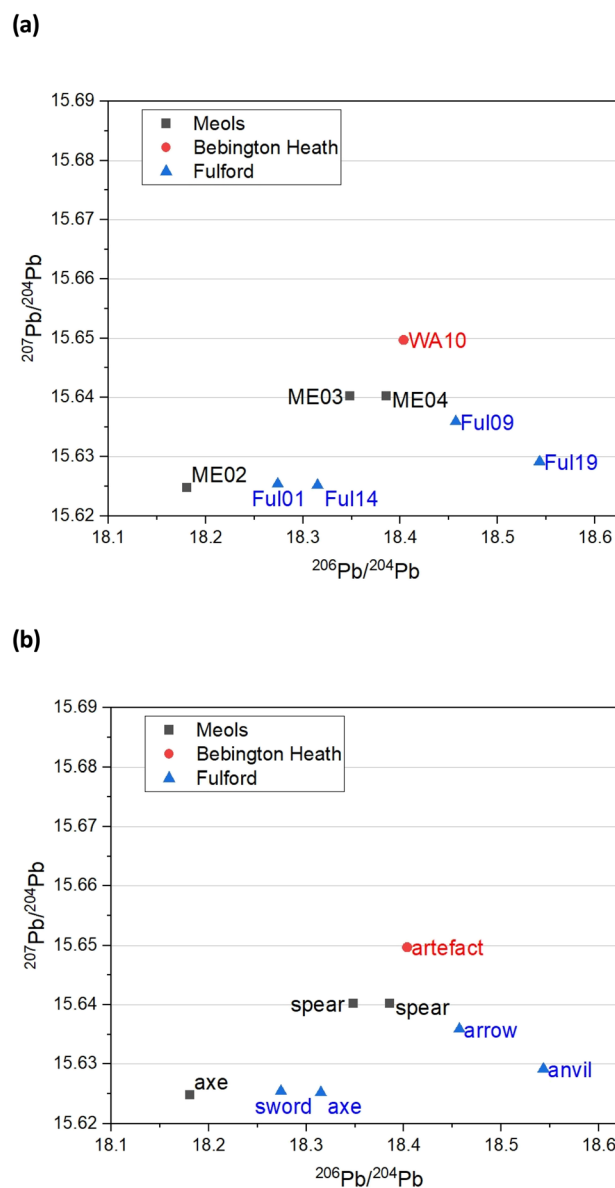 (a)
15.69
15.68
15.67
15.66
15.65
15.64
15.63
15.62
207Pb/204Pb
Meols
Bebington Heath
Fulford
WA10
ME03
ME04
Ful09
Ful19
ME02
Ful01
Ful14
18.1
18.2
18.3
18.4
18.5
18.6
206Pb/204Pb
(b)
15.69
15.68
15.67
15.66
15.65
15.64
15.63
15.62
207Pb/204Pb
Meols
Bebington Heath
Fulford
artefact
spear
spear
arrow
anvil
axe
sword
axe
18.1
18.2
18.3
18.4
18.5
18.6
206Pb/204Pb